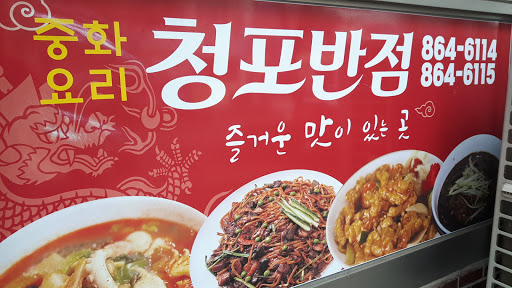 중화
요리
청포반점
864-6114
864-6115
즐거운 맛이 있는 곳